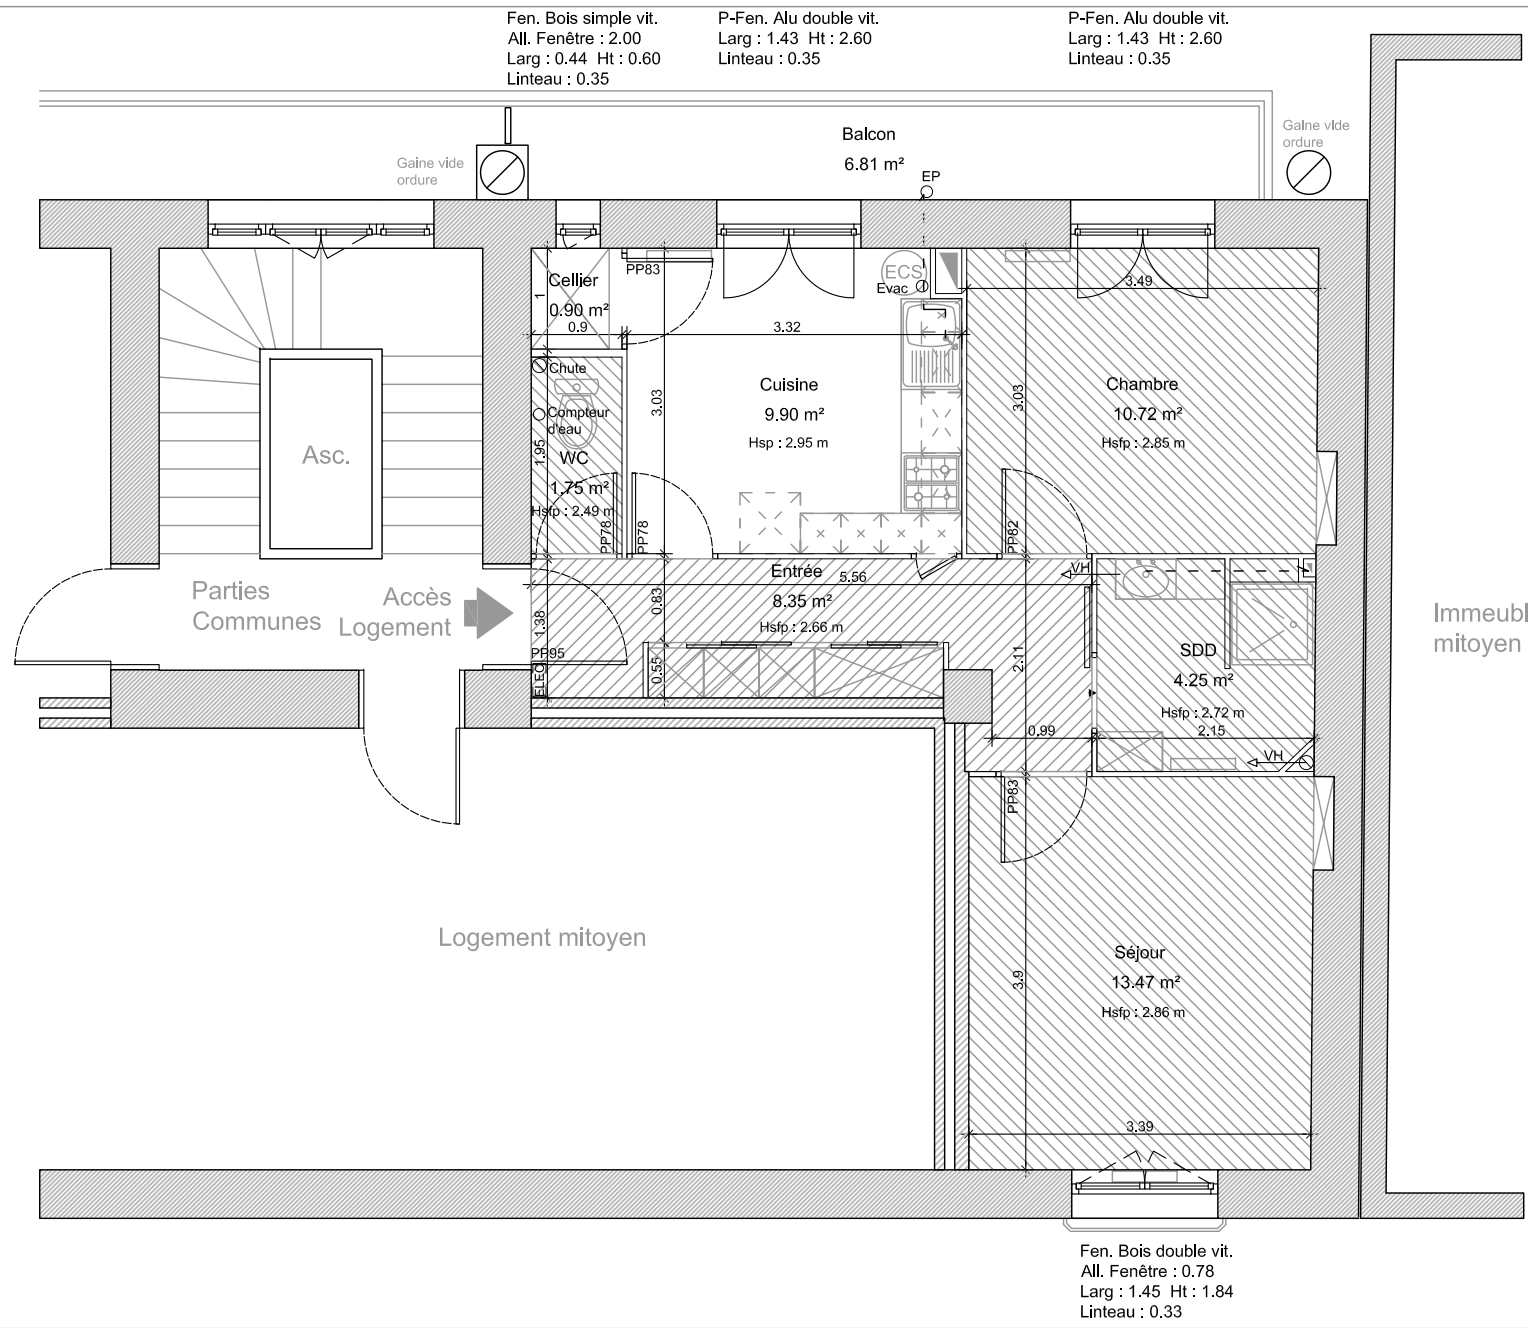 Fen. Bois simple vit.
All. Fenêtre : 2.00
Larg : 0.44 Ht : 0.60
Linteau : 0.35
P-Fen. Alu double vit.
Larg : 1.43 Ht : 2.60
Linteau : 0.35
P-Fen. Alu double vit.
Larg : 1.43 Ht : 2.60
Linteau : 0.35
Gaine vide
ordure
Balcon
6.81 m²
EP
Gaine vide
ordure
PP83
Cellier
0.90 m²
1
0.9
3.32
ECS
Evac
3.49
Chute
Compteur
d'eau
1.95
WC
1.75 m²
Hsfp : 2.49 m
PP78
PP78
3.03
Cuisine
9.90 m²
Hsp : 2.95 m
3.03
Chambre
10.72 m²
Hsfp : 2.85 m
PP82
Asc.
Parties
Communes
Accès
Logement
1.38
PP95
ELEC
Entrée
5.56
8.35 m²
Hsfp : 2.66 m
0.83
0.55
VH
2.11
0.99
SDD
4.25 m²
Hsfp : 2.72 m
2.15
VH
PP83
Immeubl
mitoyen
Logement mitoyen
Séjour
13.47 m²
Hsfp : 2.86 m
3.9
3.39
Fen. Bois double vit.
All. Fenêtre : 0.78
Larg : 1.45 Ht : 1.84
Linteau : 0.33